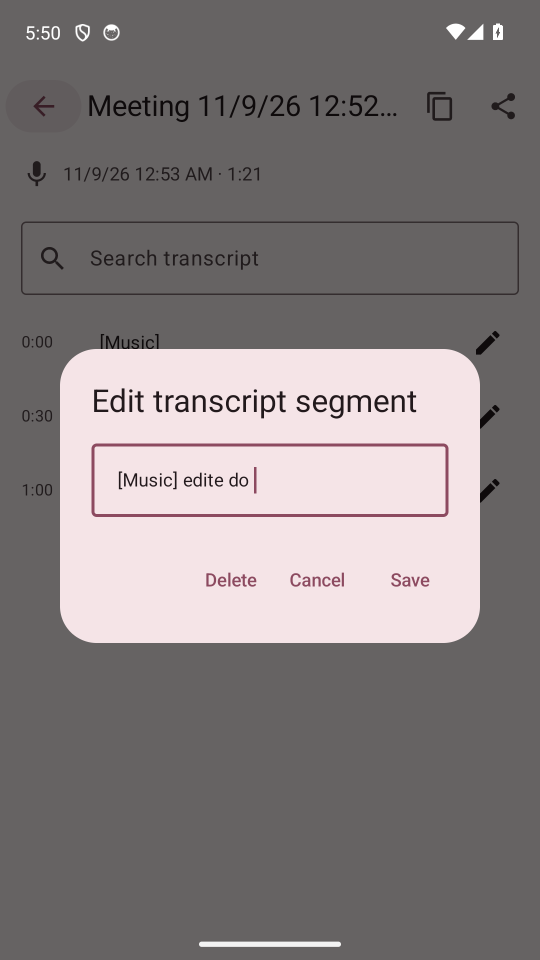 5:50
Meeting 11/9/26 12:52...
11/9/26 12:53 AM · 1:21
Search transcript
0:00 [Music]
0:30
1:00
Edit transcript segment
[Music] edite do
Delete Cancel Save